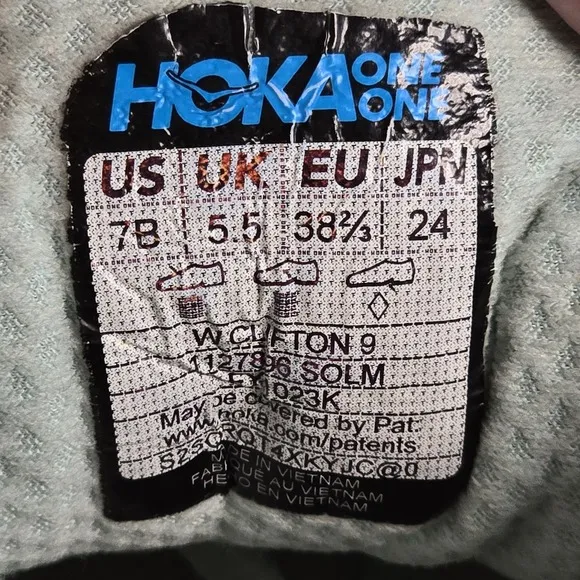 HOKA ONE ONE
US UK EU JPN
7B 5.5 38⅔ 24
W CLIFTON 9
1127896 SOLM
023K
May be covered by Pat.
www.hoka.com/patents
MADE IN VIETNAM
FABRIQUÉ AU VIETNAM
HECHO EN VIETNAM